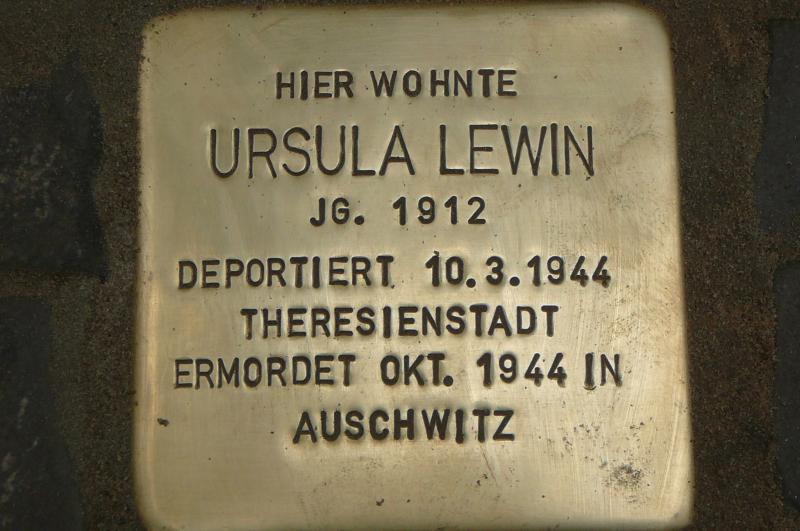 HIER WOHNTE
URSULA LEWIN
JG. 1912
DEPORTIERT 10.3.1944
THERESIENSTADT
ERMORDET OKT. 1944 IN
AUSCHWITZ